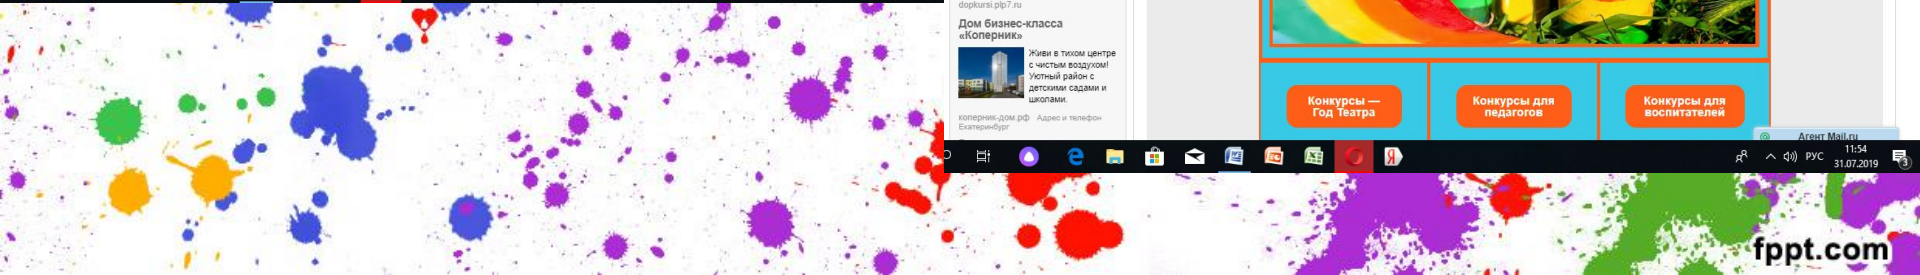 dopkursi.plp7.ru
Дом бизнес-класса
«Коперник»
Живи в тихом центре
с чистым воздухом!
Уютный район с
детскими садами и
школами.
коперник-дом.рф Адрес и телефон
Екатеринбург
Конкурсы —
Год Театра
Конкурсы для
педагогов
Конкурсы для
воспитателей
Агент Mail.ru
РУС
11:54
31.07.2019
3
fppt.com